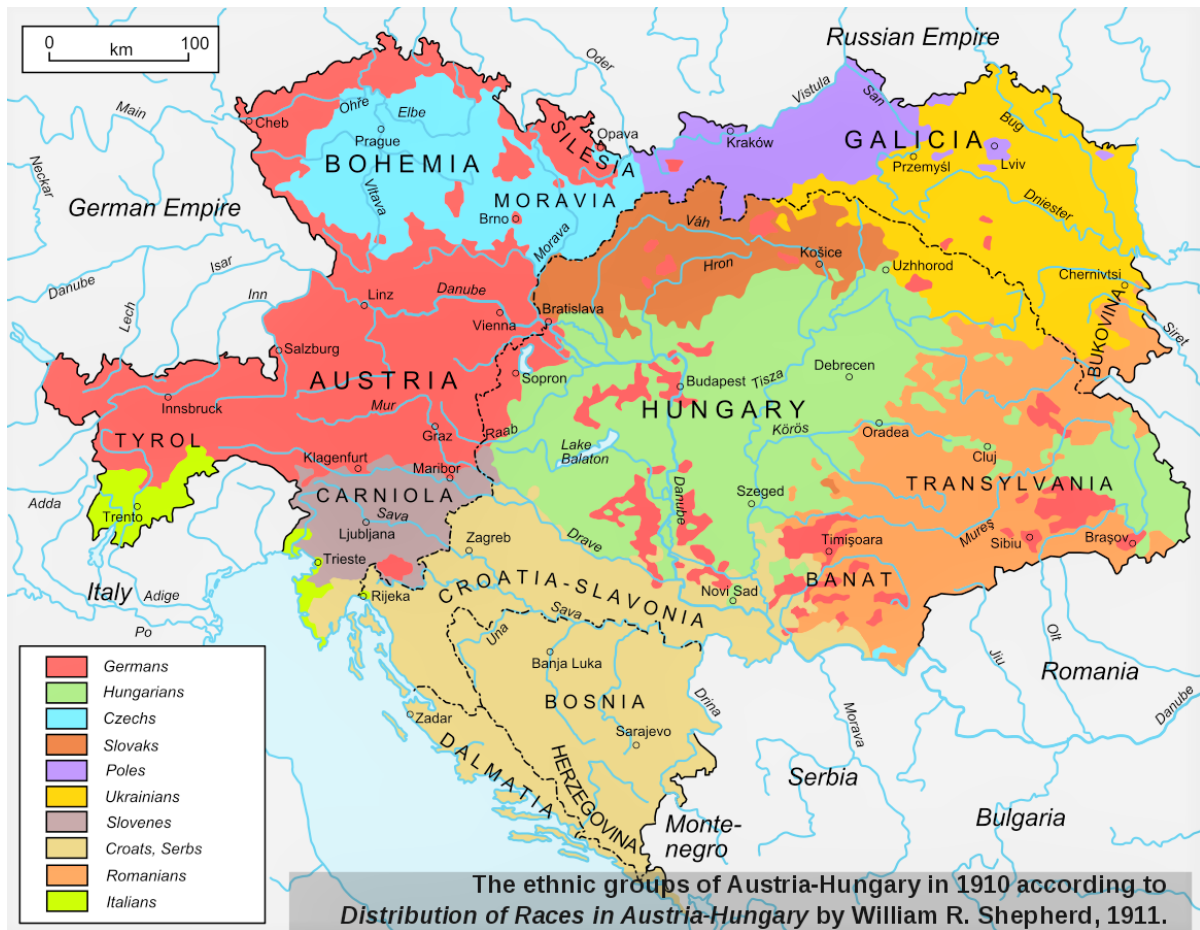 0 100
km
Russian Empire
Oder
Main
Ohře
Elbe
Vistula
San
Bug
Cheb
Prague
Opava
Kraków
GALICIA
SILESIA
BOHEMIA
Przemyśl
Lviv
Neckar
Vltava
MORAVIA
Dniester
German Empire
Brno
Morava
Váh
Košice
Hron
Uzhhorod
Isar
Chernivtsi
Danube
Lech
Inn
Linz
Danube
Vienna
Bratislava
BUKOVINA
Siret
Salzburg
AUSTRIA
Sopron
Budapest
Tisza
Debrecen
Innsbruck
Mur
HUNGARY
TYROL
Graz
Raab
Lake
Balaton
Körös
Oradea
Cluj
Klagenfurt
Maribor
Adda
Trento
CARNIOLA
Sava
Ljubljana
Danube
Szeged
TRANSYLVANIA
Zagreb
Drave
Timişoara
Mureş
Sibiu
Braşov
Trieste
Italy
Adige
Rijeka
CROATIA-SLAVONIA
Novi Sad
BANAT
Po
Sava
Una
Olt
Jiu
Banja Luka
Romania
BOSNIA
Drina
Danube
Zadar
Sarajevo
Morava
DALMATIA
HERZEGOVINA
Serbia
Monte-
negro
Bulgaria
Germans
Hungarians
Czechs
Slovaks
Poles
Ukrainians
Slovenes
Croats, Serbs
Romanians
Italians
The ethnic groups of Austria-Hungary in 1910 according to
Distribution of Races in Austria-Hungary by William R. Shepherd, 1911.